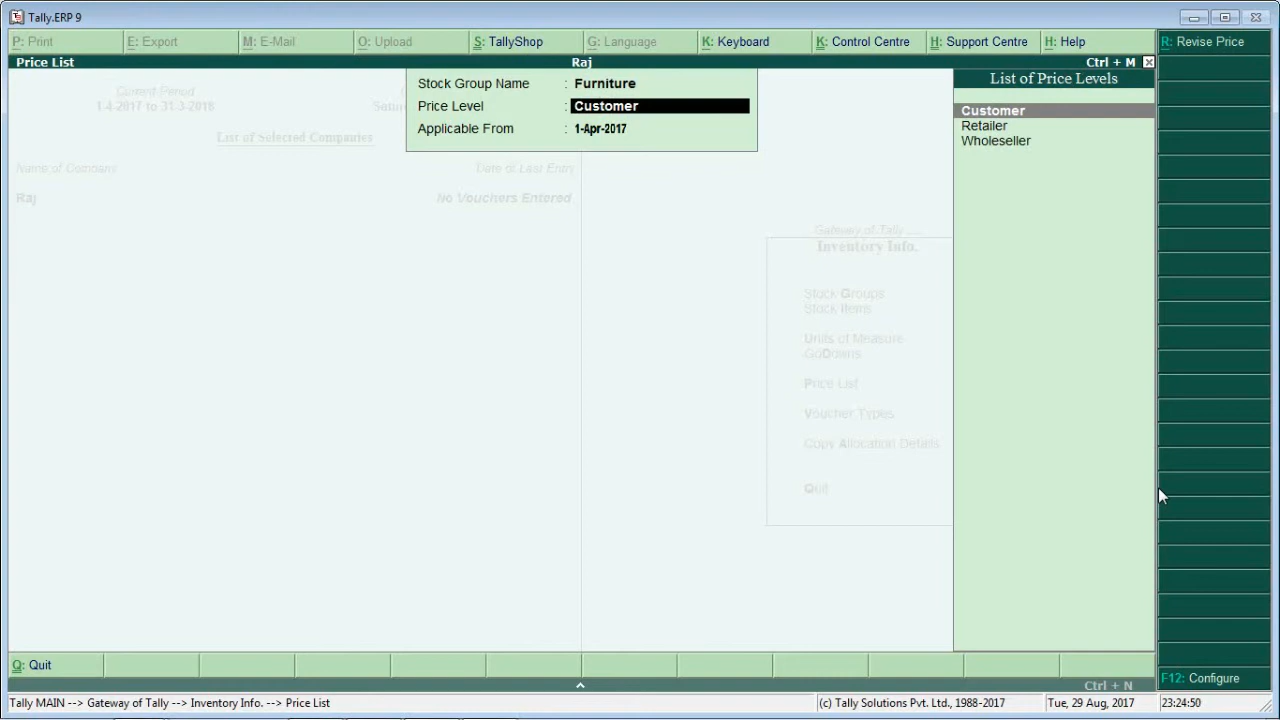 Tally.ERP 9
P: Print E: Export M: E-Mail O: Upload S: TallyShop G: Language K: Keyboard K: Control Centre H: Support Centre H: Help R: Revise Price
Price List Raj Ctrl + M
Stock Group Name : Furniture
Price Level : Customer
Applicable From : 1-Apr-2017
List of Price Levels
Customer
Retailer
Wholeseller
Current Period
1-4-2017 to 31-3-2018
List of Selected Companies
Name of Company Date of Last Entry
Raj No Vouchers Entered
Gateway of Tally ......
Inventory Info.
Stock Groups
Stock Items
Units of Measure
GoDowns
Price List
Voucher Types
Copy Allocation Details
Quit
Q: Quit
F12: Configure
Ctrl + N
Tally MAIN --> Gateway of Tally --> Inventory Info. --> Price List (c) Tally Solutions Pvt. Ltd., 1988-2017 Tue, 29 Aug, 2017 23:24:50